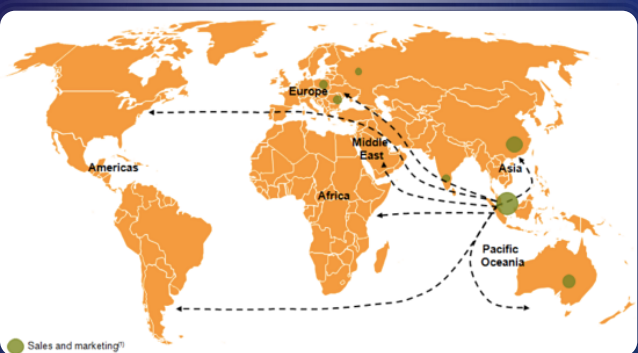 Europe
Middle
East
Asia
Americas
Africa
Pacific
Oceania
Sales and marketing⁽¹⁾